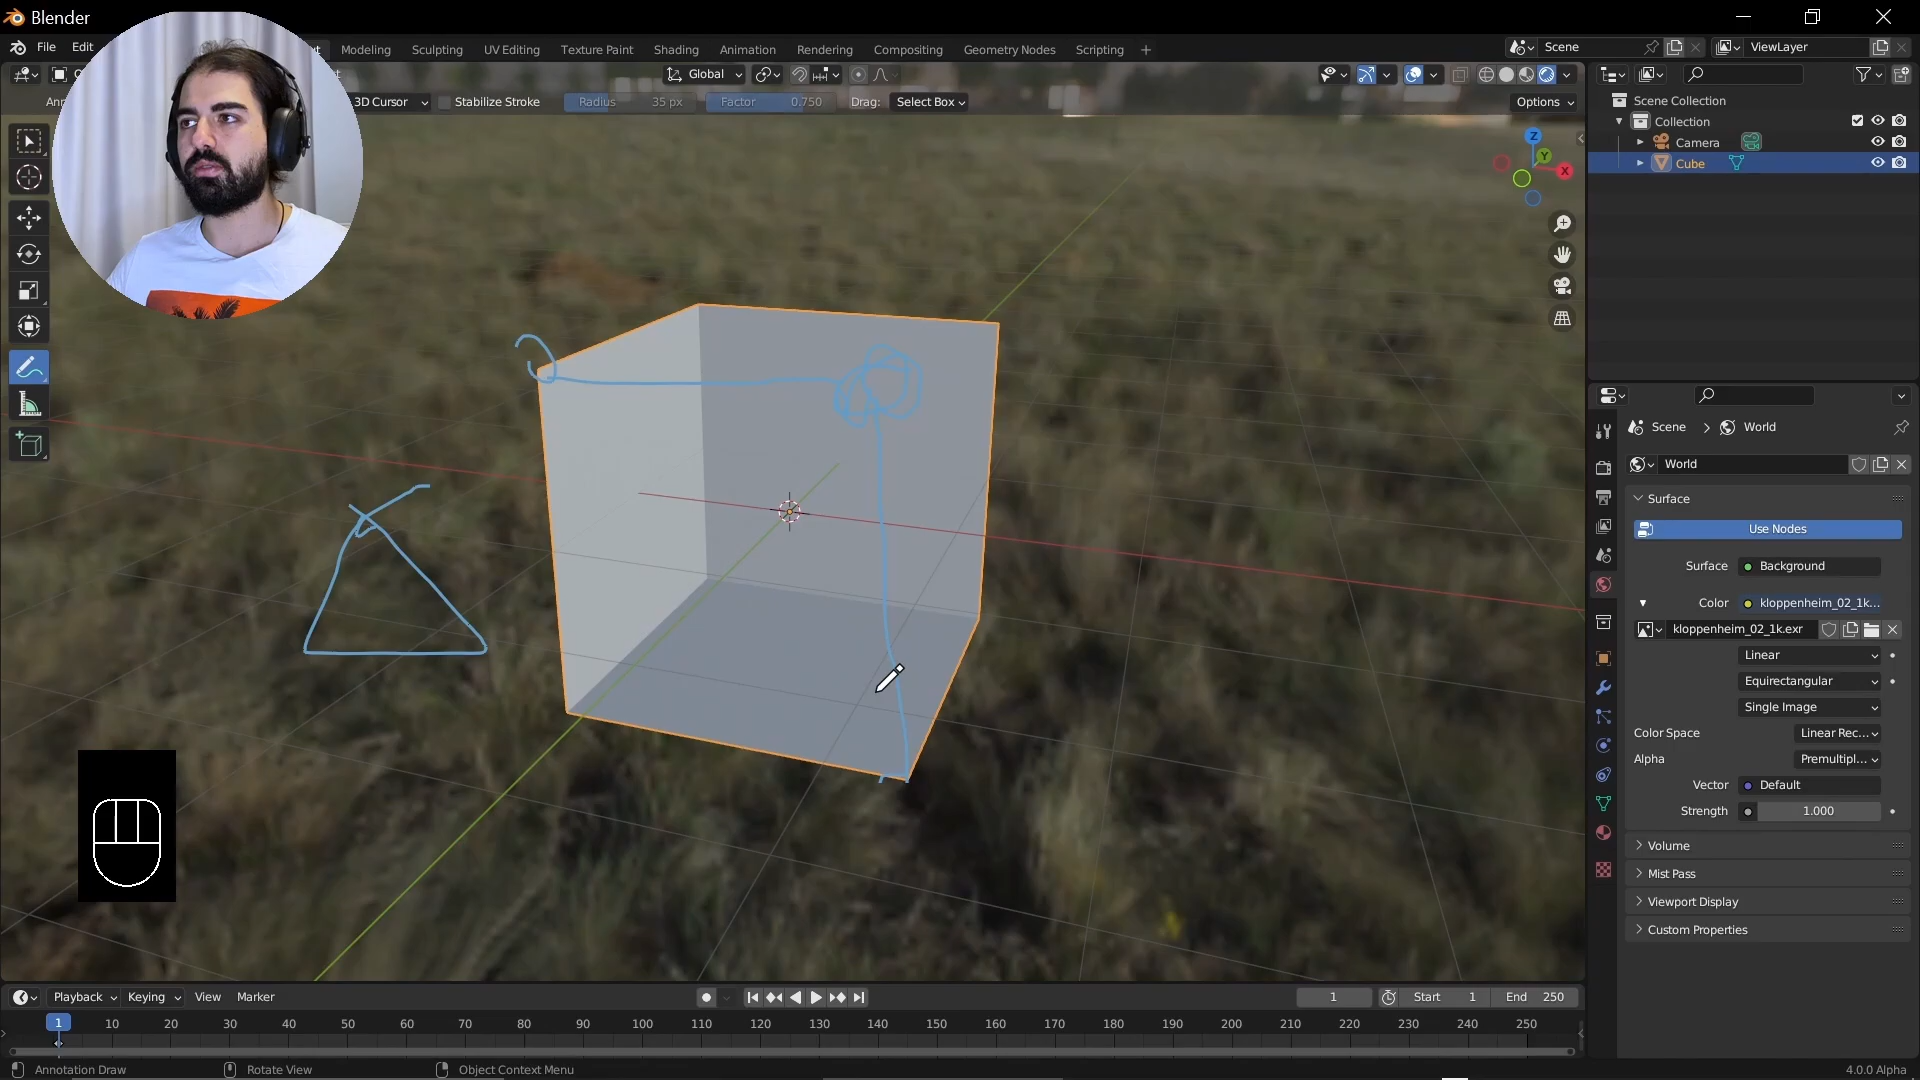 Blender
File Edit
Modeling Sculpting UV Editing Texture Paint Shading Animation Rendering Compositing Geometry Nodes Scripting +
Scene
ViewLayer
Global
3D Cursor Stabilize Stroke Radius 35 px Factor 0.750 Drag: Select Box
Options
Z
Y
X
Scene Collection
Collection
Camera
Cube
Scene > World
World
Surface
Use Nodes
Surface Background
Color kloppenheim_02_1k...
kloppenheim_02_1k.exr
Linear
Equirectangular
Single Image
Color Space Linear Rec...
Alpha Premultipl...
Vector Default
Strength 1.000
Volume
Mist Pass
Viewport Display
Custom Properties
Playback Keying View Marker
1 Start 1 End 250
1 10 20 30 40 50 60 70 80 90 100 110 120 130 140 150 160 170 180 190 200 210 220 230 240 250
Annotation Draw Rotate View Object Context Menu
4.0.0 Alpha